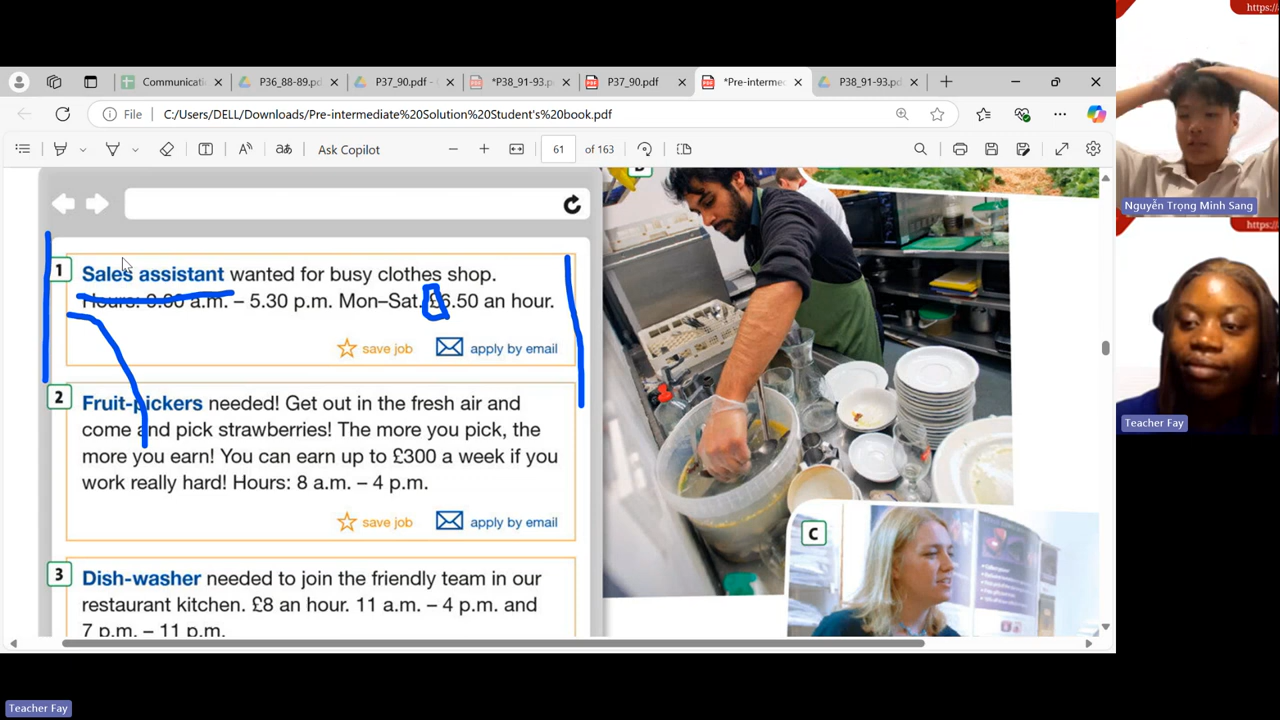 https://
Communicati
P36_88-89.pd
P37_90.pdf -
*P38_91-93.p
P37_90.pdf
*Pre-intermed
P38_91-93.pd
File C:/Users/DELL/Downloads/Pre-intermediate%20Solution%20Student's%20book.pdf
Ask Copilot
61 of 163
Nguyễn Trọng Minh Sang
https://
1 Sales assistant wanted for busy clothes shop.
Hours: 9.00 a.m. – 5.30 p.m. Mon–Sat. £6.50 an hour.
save job apply by email
2 Fruit-pickers needed! Get out in the fresh air and
come and pick strawberries! The more you pick, the
more you earn! You can earn up to £300 a week if you
work really hard! Hours: 8 a.m. – 4 p.m.
save job apply by email
3 Dish-washer needed to join the friendly team in our
restaurant kitchen. £8 an hour. 11 a.m. – 4 p.m. and
7 p.m. – 11 p.m.
C
Teacher Fay
Teacher Fay